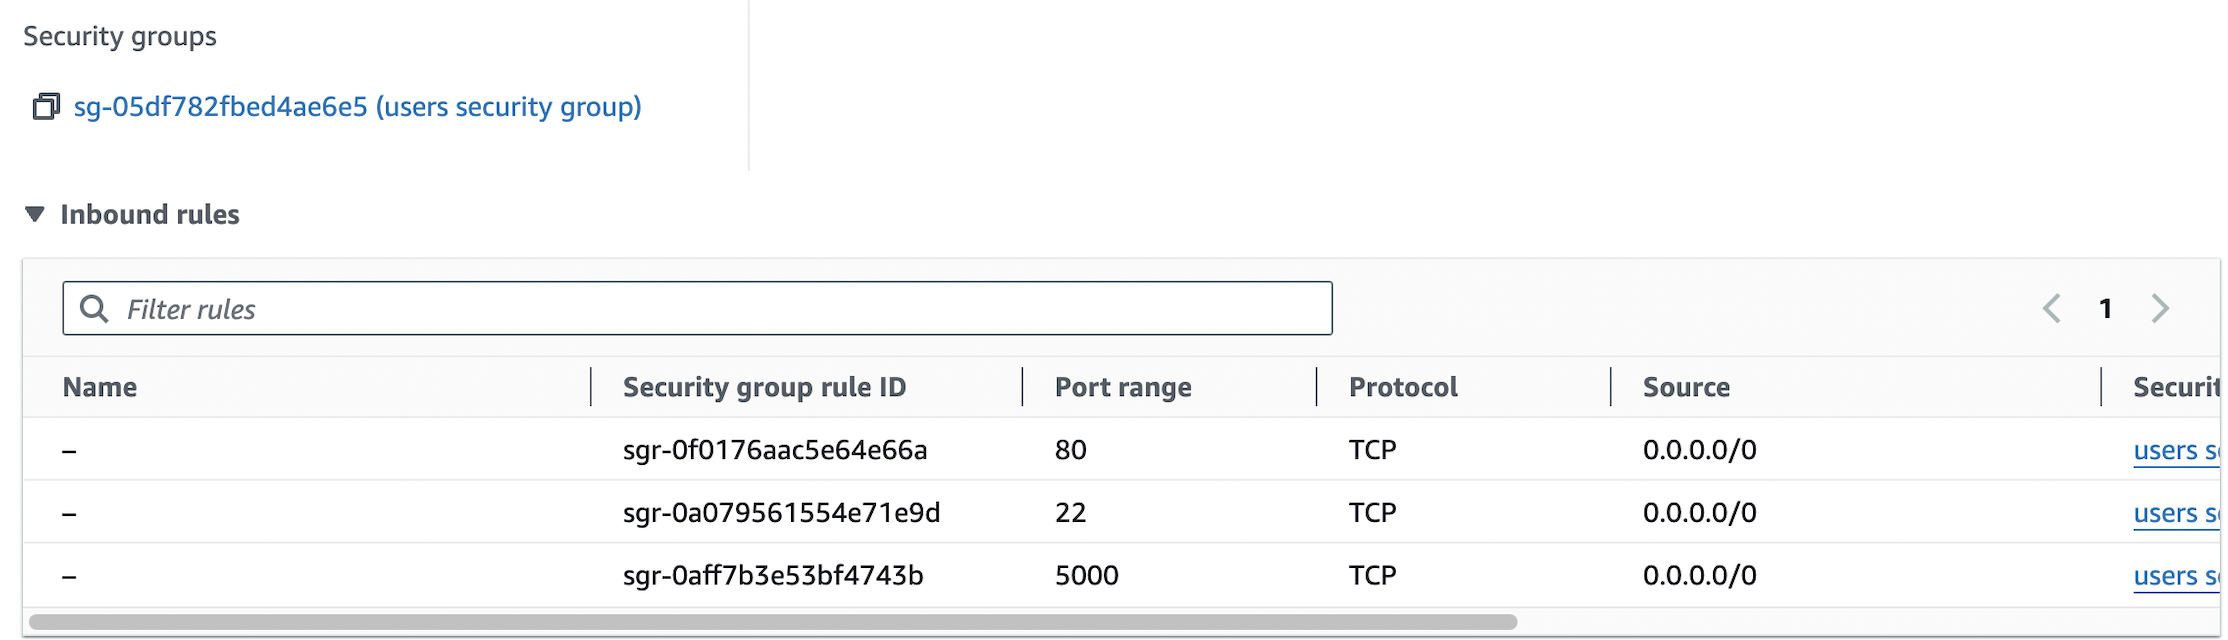 Security groups
sg-05df782fbed4ae6e5 (users security group)
Inbound rules
Filter rules
1
Name Security group rule ID Port range Protocol Source Securit
– sgr-0f0176aac5e64e66a 80 TCP 0.0.0.0/0 users s
– sgr-0a079561554e71e9d 22 TCP 0.0.0.0/0 users s
– sgr-0aff7b3e53bf4743b 5000 TCP 0.0.0.0/0 users s